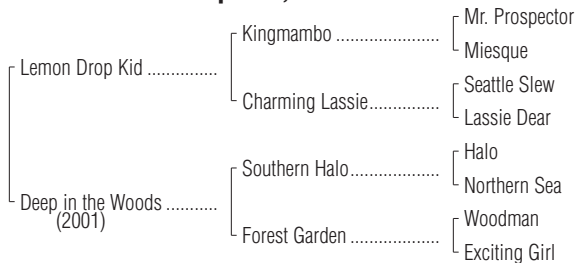 Mr. Prospector
Kingmambo ..................
Miesque
Lemon Drop Kid ..............
Seattle Slew
Charming Lassie...............
Lassie Dear
Halo
Southern Halo...................
Northern Sea
Deep in the Woods ..........
(2001)
Woodman
Forest Garden ..................
Exciting Girl